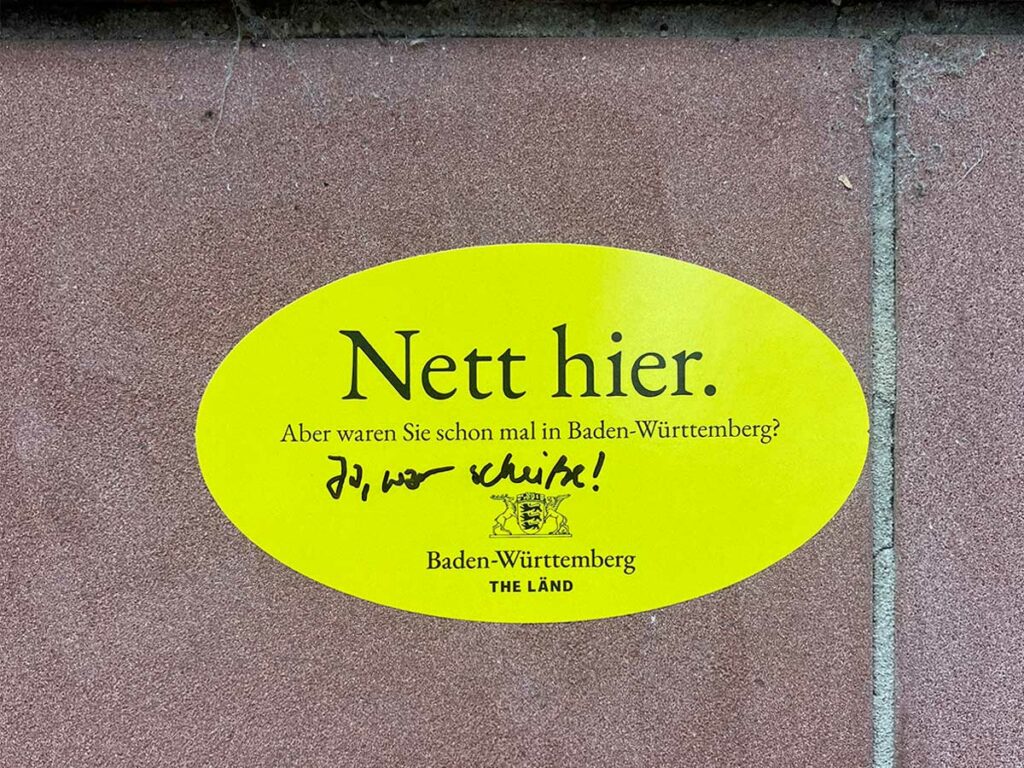 Nett hier.
Aber waren Sie schon mal in Baden-Württemberg?
Ja, war scheiße!
Baden-Württemberg
THE LÄND